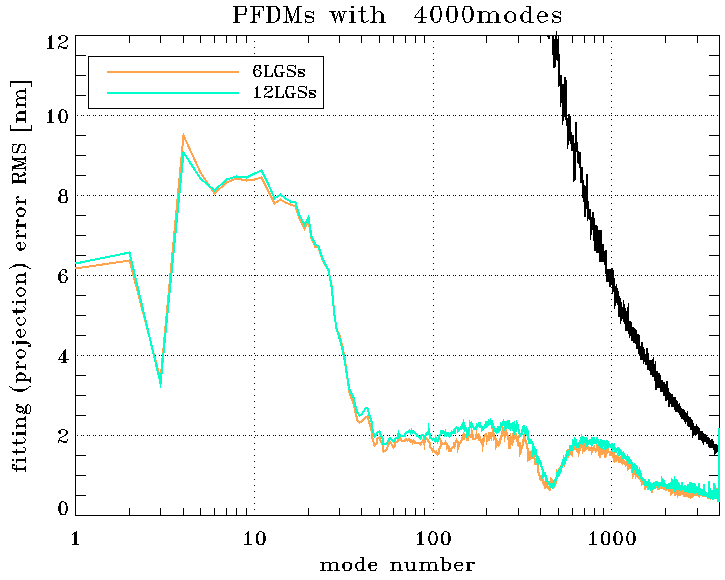 PFDMs with 4000modes
12
10
8
6
4
2
0
6LGSs
12LGSs
fitting (projection) error RMS [nm]
1 10 100 1000
mode number